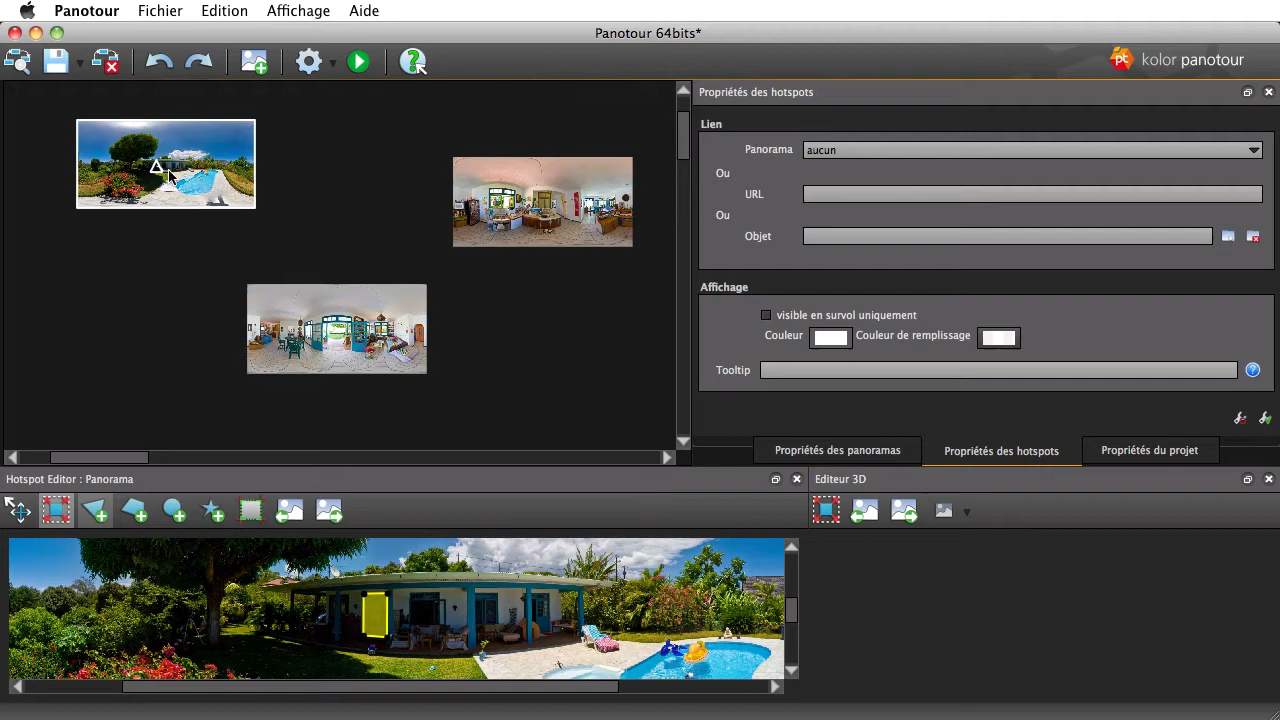 Panotour Fichier Edition Affichage Aide
Panotour 64bits*
kolor panotour
Propriétés des hotspots
Lien
Panorama aucun
Ou
URL
Ou
Objet
Affichage
visible en survol uniquement
Couleur Couleur de remplissage
Tooltip
Propriétés des panoramas Propriétés des hotspots Propriétés du projet
Hotspot Editor : Panorama Editeur 3D